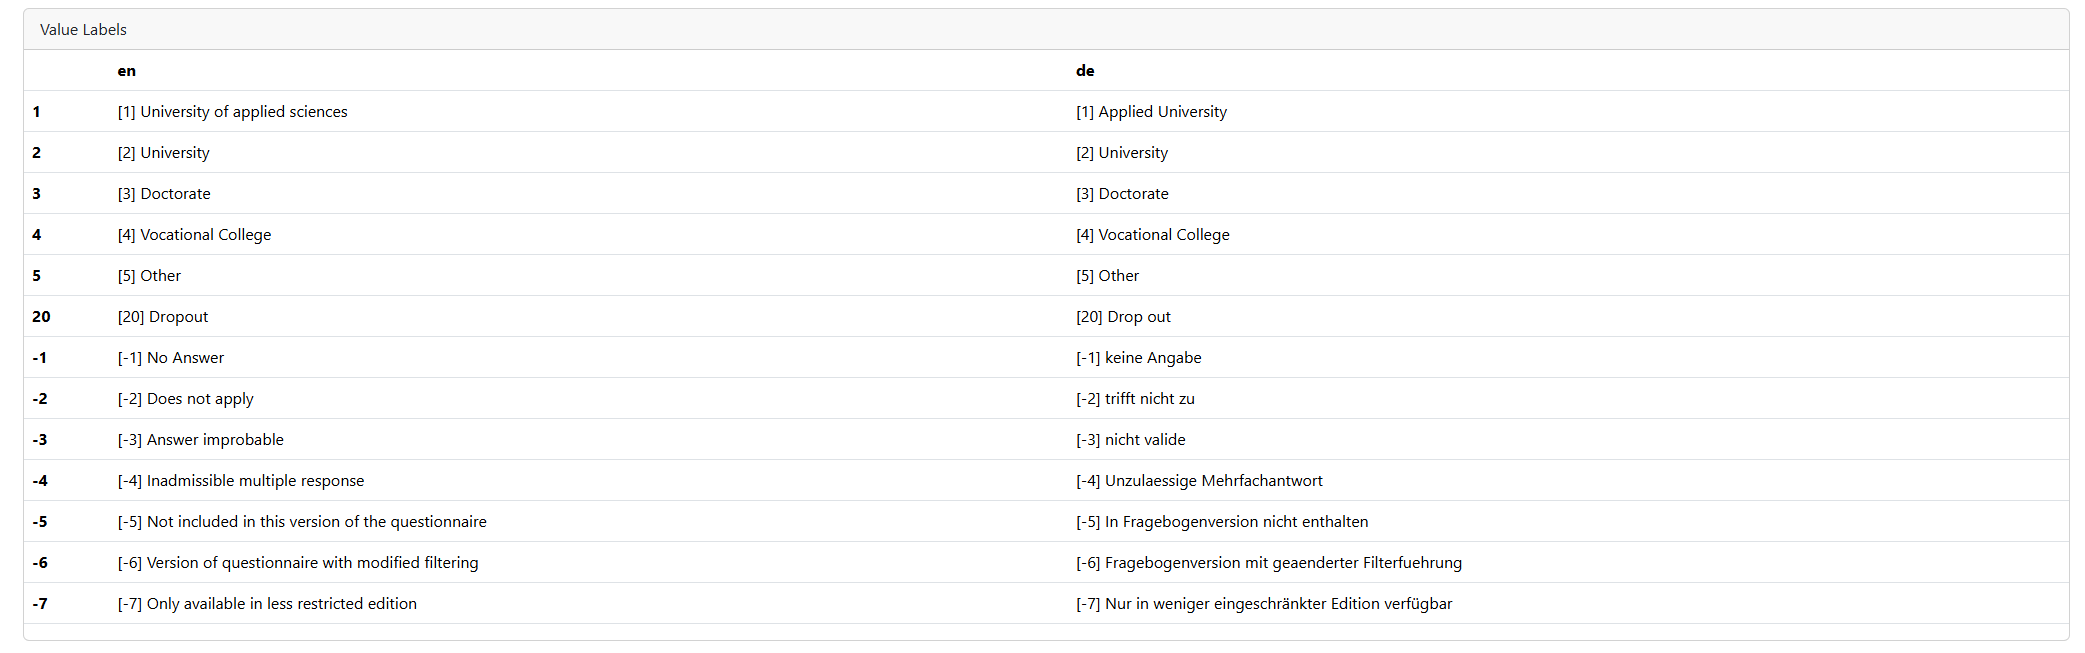 Value Labels
en de
1 [1] University of applied sciences [1] Applied University
2 [2] University [2] University
3 [3] Doctorate [3] Doctorate
4 [4] Vocational College [4] Vocational College
5 [5] Other [5] Other
20 [20] Dropout [20] Drop out
-1 [-1] No Answer [-1] keine Angabe
-2 [-2] Does not apply [-2] trifft nicht zu
-3 [-3] Answer improbable [-3] nicht valide
-4 [-4] Inadmissible multiple response [-4] Unzulaessige Mehrfachantwort
-5 [-5] Not included in this version of the questionnaire [-5] In Fragebogenversion nicht enthalten
-6 [-6] Version of questionnaire with modified filtering [-6] Fragebogenversion mit geaenderter Filterfuehrung
-7 [-7] Only available in less restricted edition [-7] Nur in weniger eingeschränkter Edition verfügbar